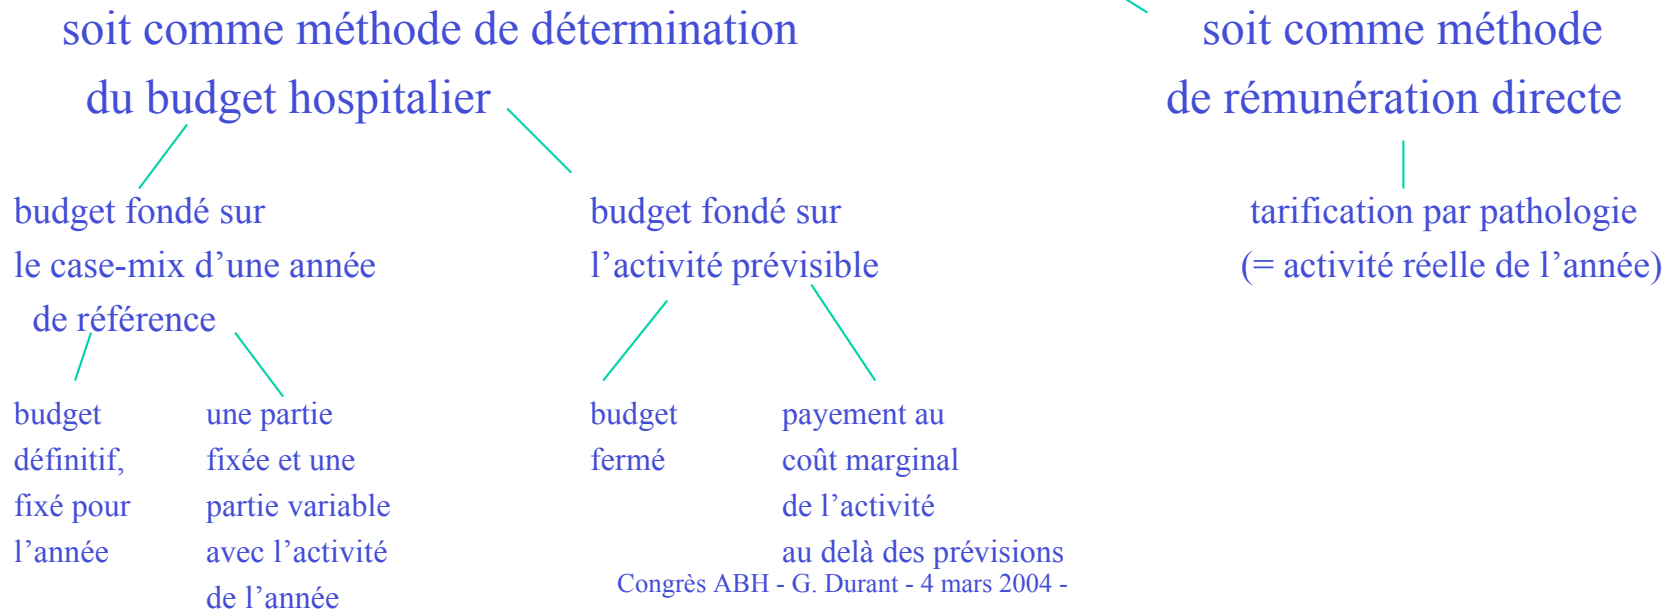 soit comme méthode de détermination
du budget hospitalier
soit comme méthode
de rémunération directe
budget fondé sur
le case-mix d’une année
de référence
budget fondé sur
l’activité prévisible
tarification par pathologie
(= activité réelle de l’année)
budget
définitif,
fixé pour
l’année
une partie
fixée et une
partie variable
avec l’activité
de l’année
budget
fermé
payement au
coût marginal
de l’activité
au delà des prévisions
Congrès ABH - G. Durant - 4 mars 2004 -